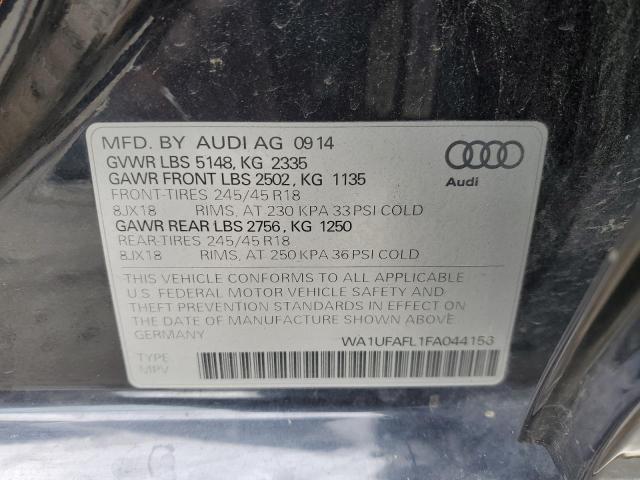 MFD. BY AUDI AG 09 14
GVWR LBS 5148, KG 2335
GAWR FRONT LBS 2502, KG 1135
FRONT-TIRES 245/45 R18
8JX18 RIMS, AT 230 KPA 33 PSI COLD
GAWR REAR LBS 2756, KG 1250
REAR-TIRES 245/45 R18
8JX18 RIMS, AT 250 KPA 36 PSI COLD
Audi
THIS VEHICLE CONFORMS TO ALL APPLICABLE
U.S. FEDERAL MOTOR VEHICLE SAFETY AND
THEFT PREVENTION STANDARDS IN EFFECT ON
THE DATE OF MANUFACTURE SHOWN ABOVE.
GERMANY
WA1UFAFL1FA044153
TYPE
MPV